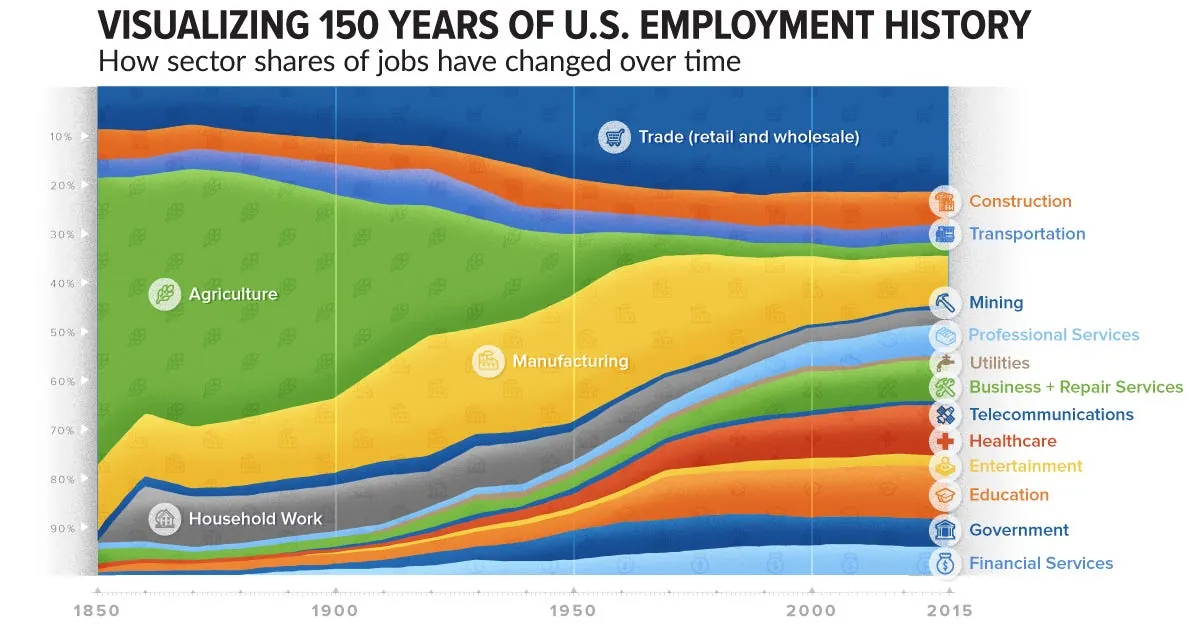 VISUALIZING 150 YEARS OF U.S. EMPLOYMENT HISTORY
How sector shares of jobs have changed over time
10%
20%
30%
40%
50%
60%
70%
80%
90%
Trade (retail and wholesale)
Agriculture
Manufacturing
Household Work
Construction
Transportation
Mining
Professional Services
Utilities
Business + Repair Services
Telecommunications
Healthcare
Entertainment
Education
Government
Financial Services
1850
1900
1950
2000
2015